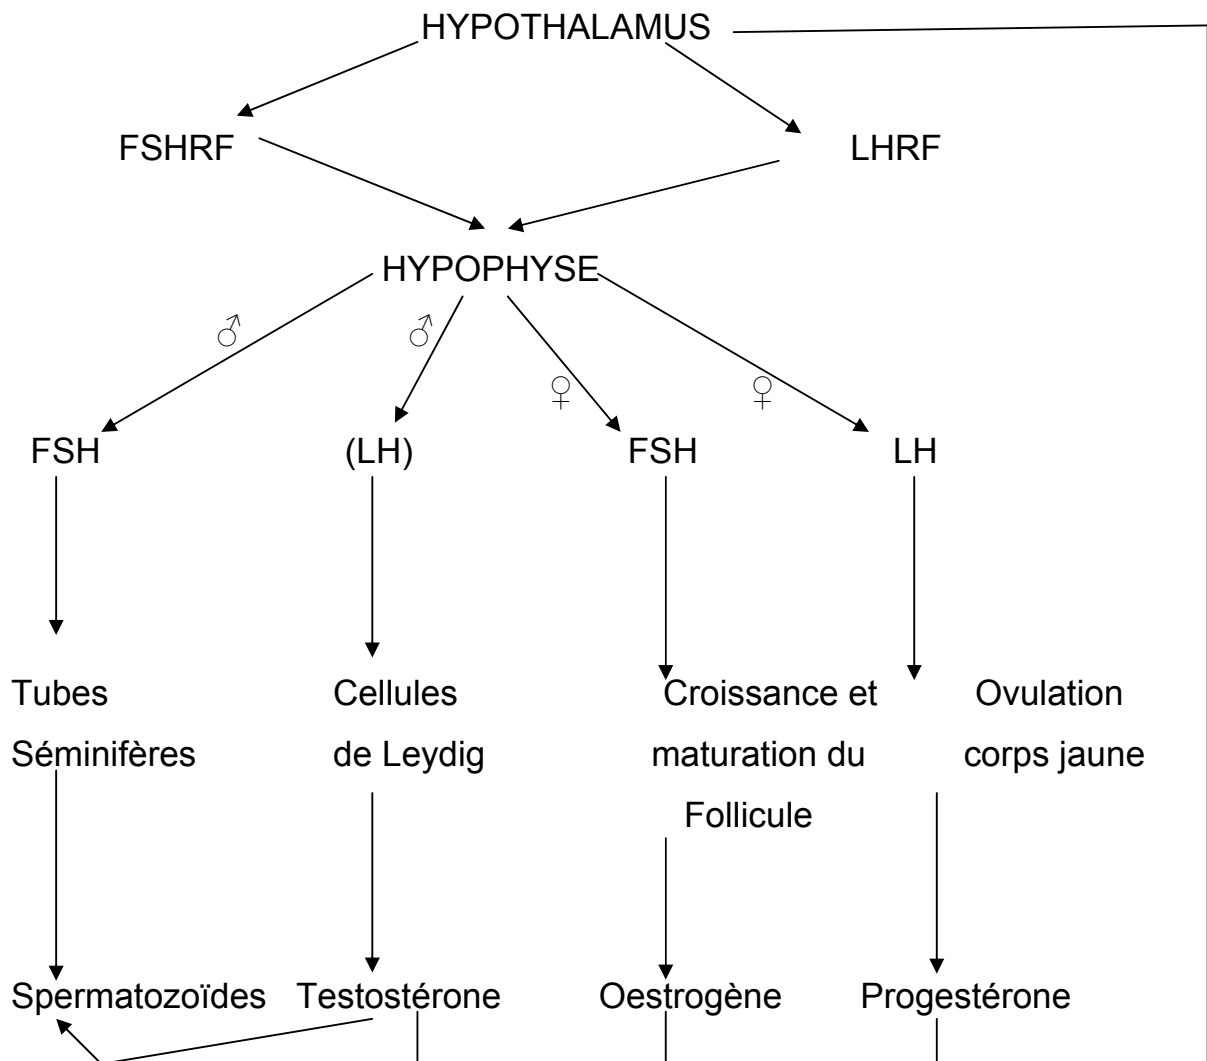 HYPOTHALAMUS
FSHRF
LHRF
HYPOPHYSE
♂
♂
♀
♀
FSH
(LH)
FSH
LH
Tubes
Séminifères
Cellules
de Leydig
Croissance et
maturation du
Follicule
Ovulation
corps jaune
Spermatozoïdes
Testostérone
Oestrogène
Progestérone